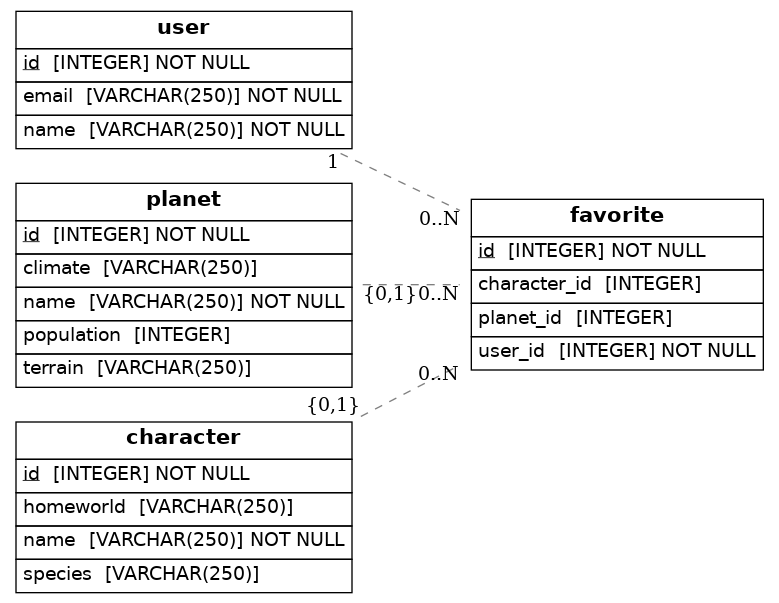 user
id [INTEGER] NOT NULL
email [VARCHAR(250)] NOT NULL
name [VARCHAR(250)] NOT NULL
1
0..N
planet
id [INTEGER] NOT NULL
climate [VARCHAR(250)]
name [VARCHAR(250)] NOT NULL
population [INTEGER]
terrain [VARCHAR(250)]
{0,1}
0..N
favorite
id [INTEGER] NOT NULL
character_id [INTEGER]
planet_id [INTEGER]
user_id [INTEGER] NOT NULL
0..N
{0,1}
character
id [INTEGER] NOT NULL
homeworld [VARCHAR(250)]
name [VARCHAR(250)] NOT NULL
species [VARCHAR(250)]